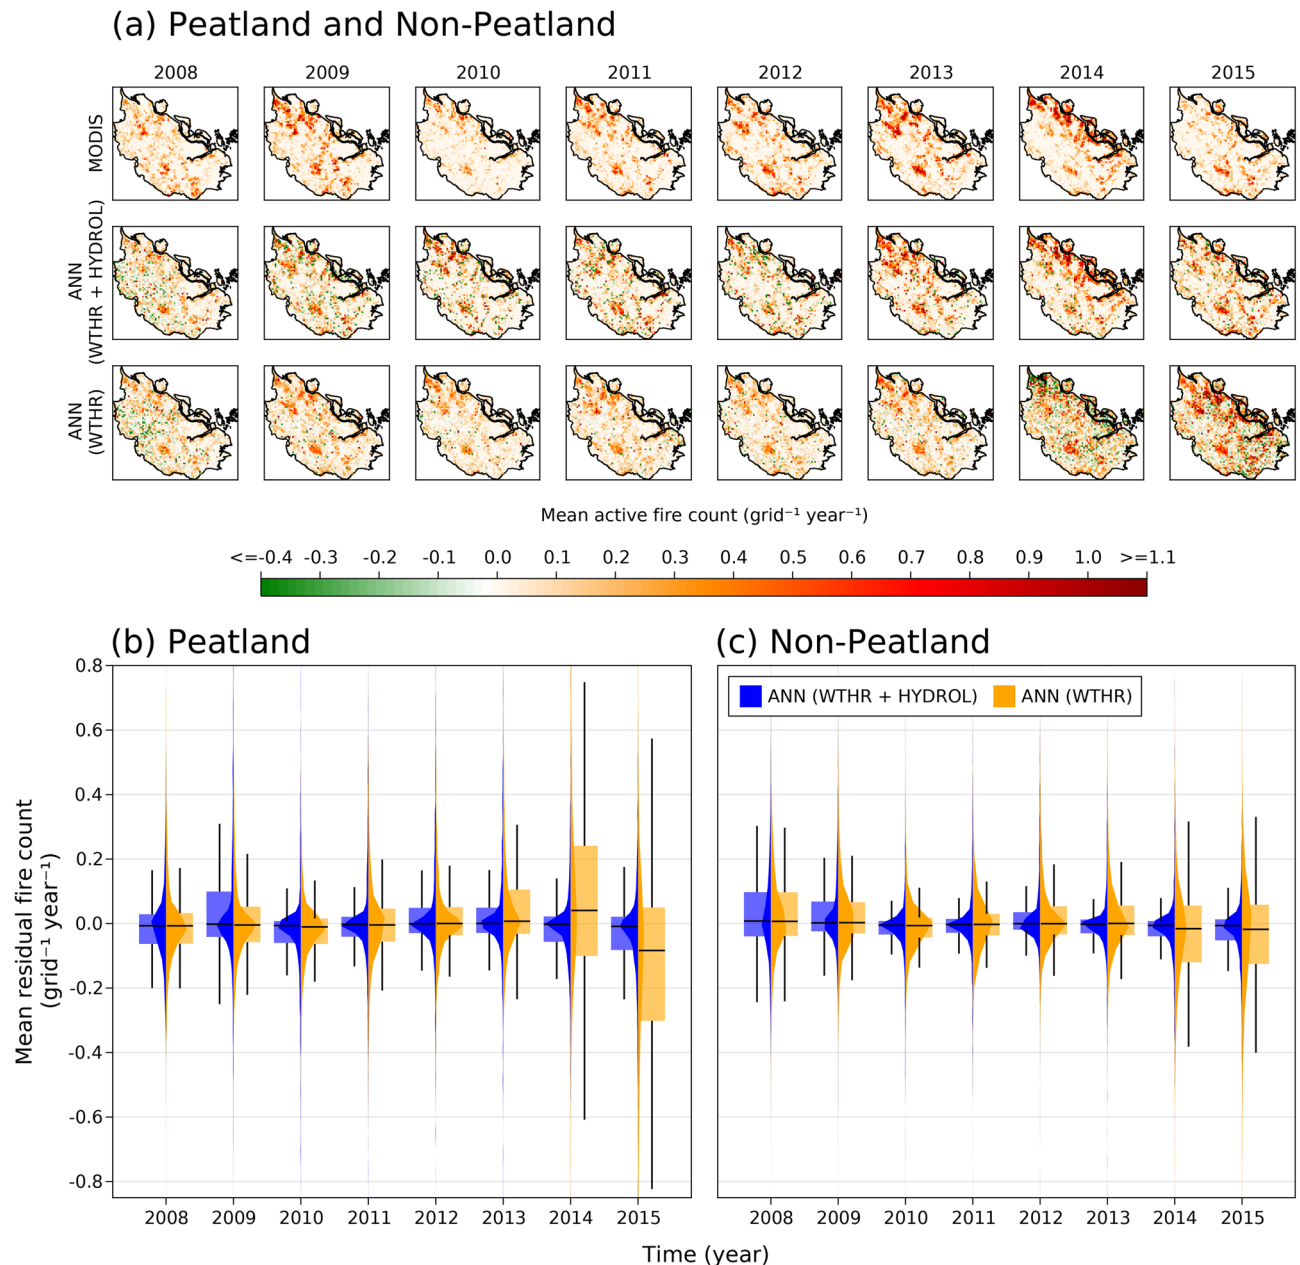 (a) Peatland and Non-Peatland
2008 2009 2010 2011 2012 2013 2014 2015
MODIS
ANN
(WTHR + HYDROL)
ANN
(WTHR)
Mean active fire count (grid⁻¹ year⁻¹)
<=-0.4 -0.3 -0.2 -0.1 0.0 0.1 0.2 0.3 0.4 0.5 0.6 0.7 0.8 0.9 1.0 >=1.1
(b) Peatland
(c) Non-Peatland
ANN (WTHR + HYDROL) ANN (WTHR)
Mean residual fire count
(grid⁻¹ year⁻¹)
0.8
0.6
0.4
0.2
0.0
-0.2
-0.4
-0.6
-0.8
2008 2009 2010 2011 2012 2013 2014 2015
2008 2009 2010 2011 2012 2013 2014 2015
Time (year)